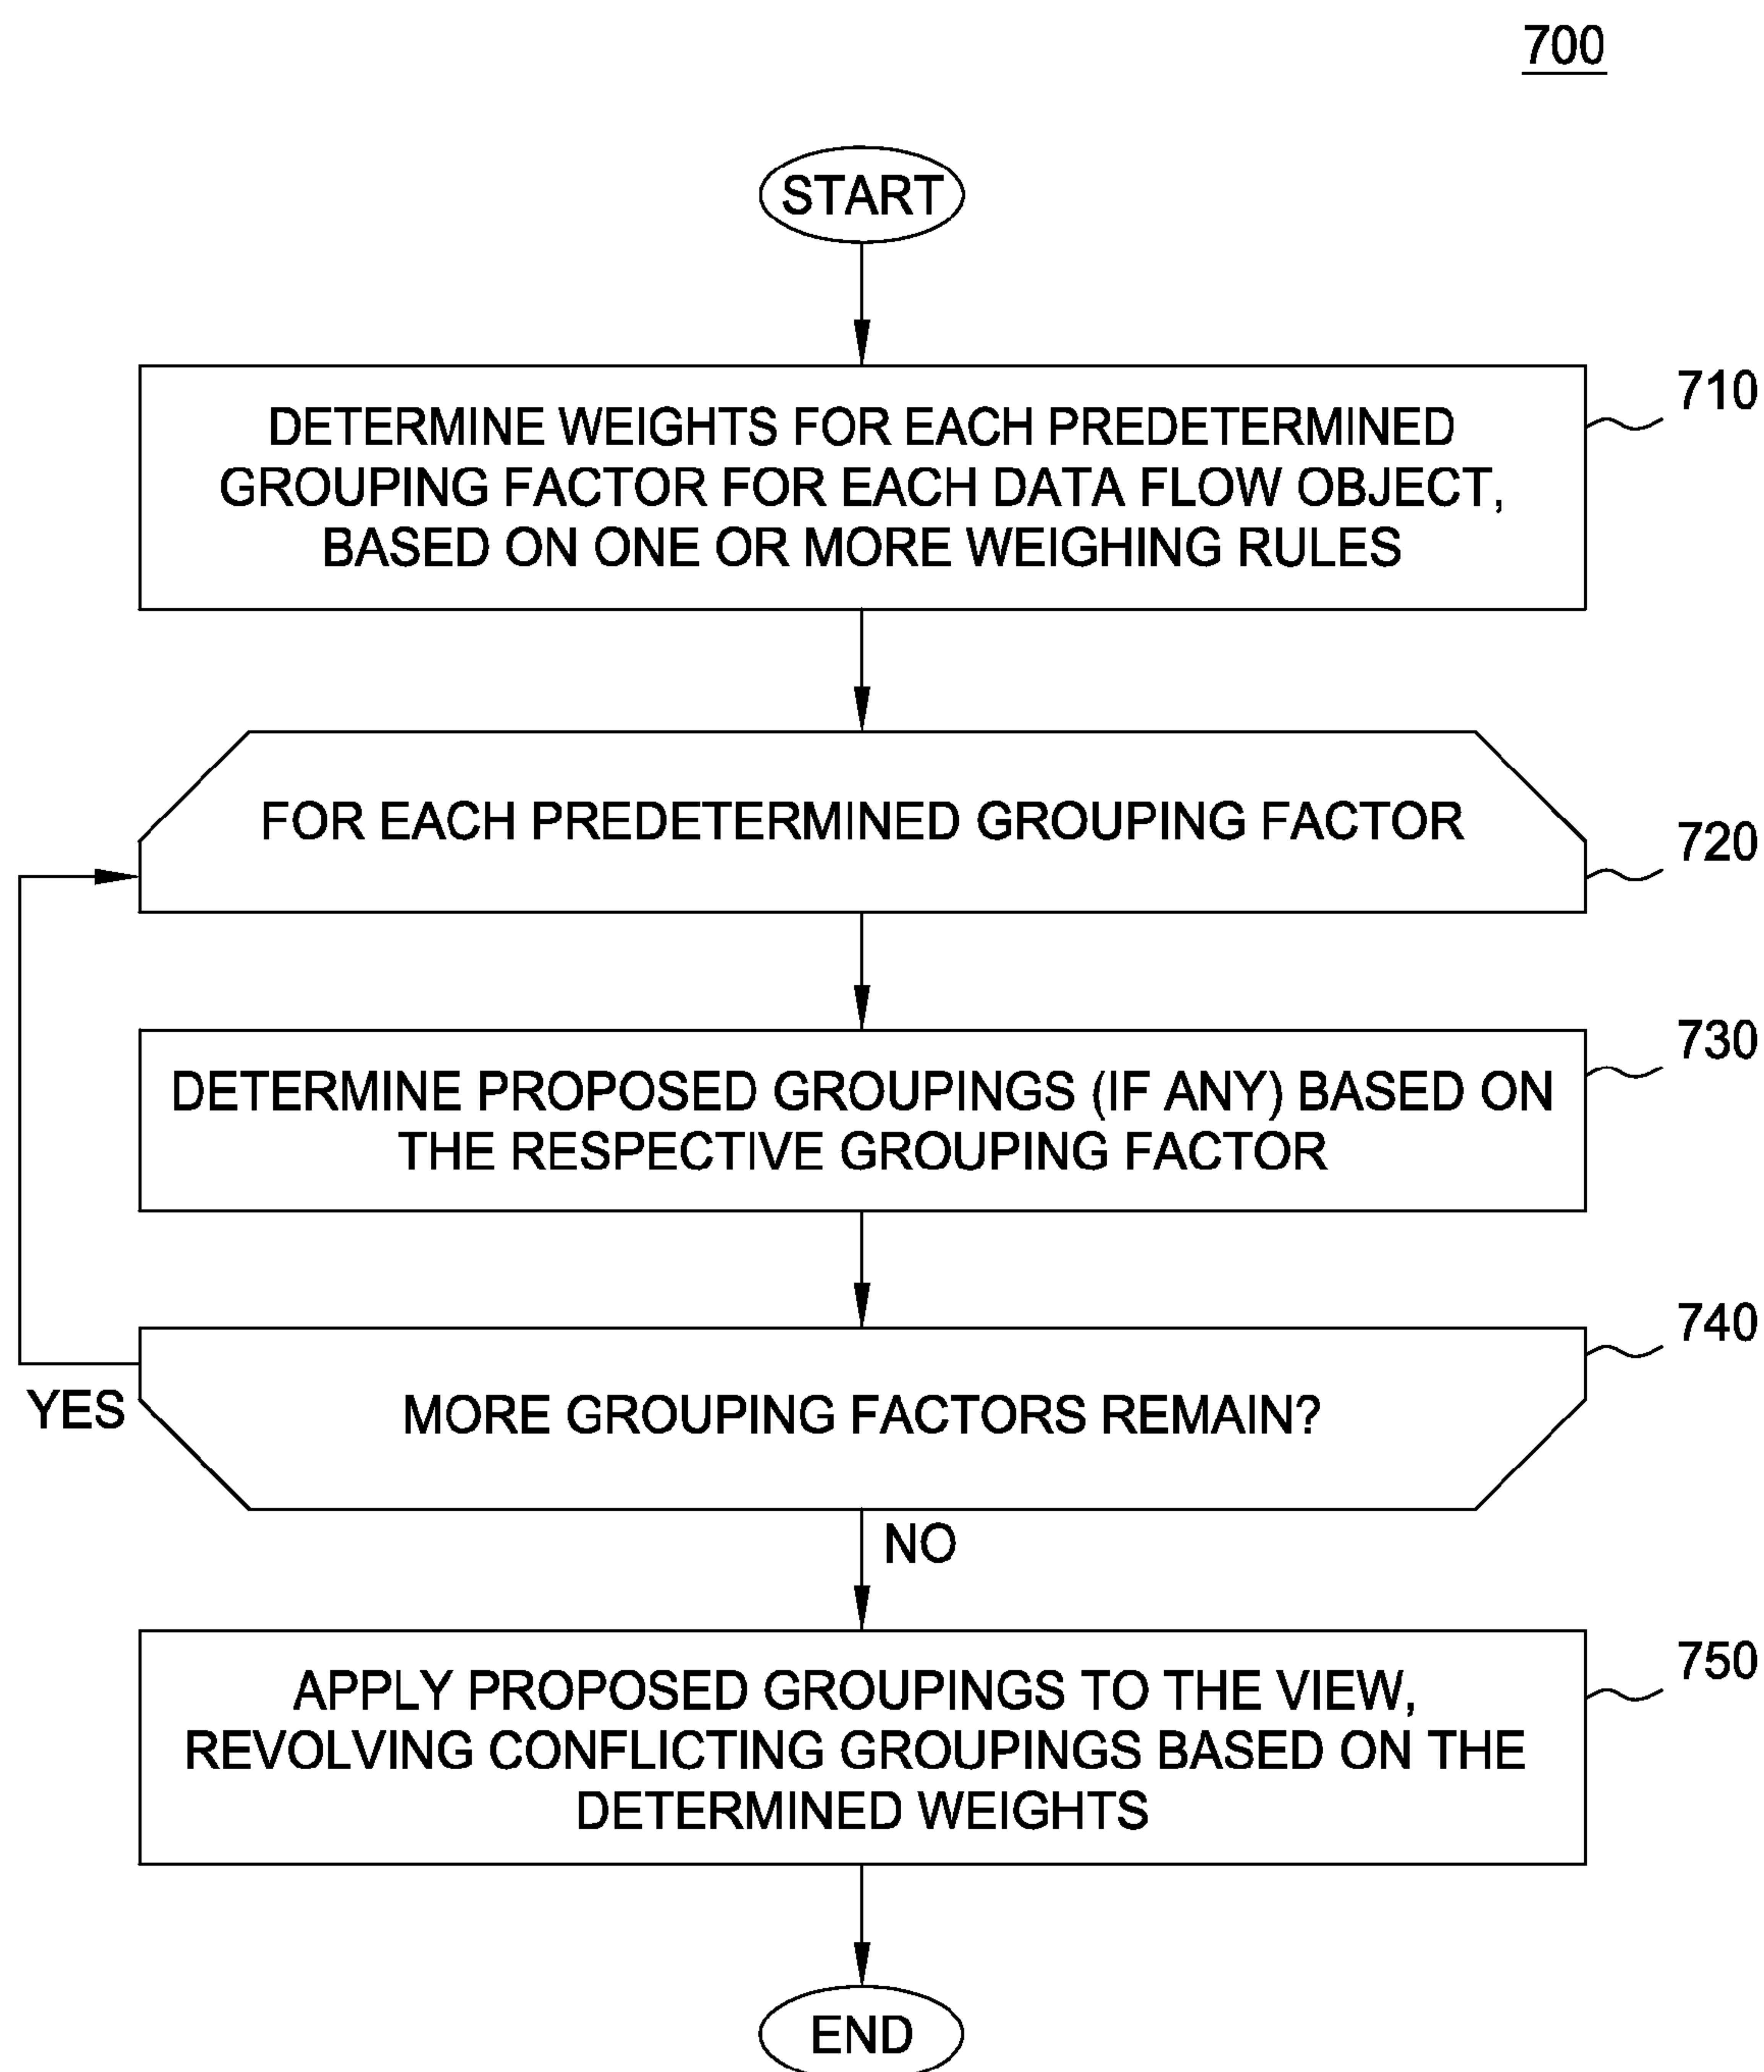 700
START
710
DETERMINE WEIGHTS FOR EACH PREDETERMINED
GROUPING FACTOR FOR EACH DATA FLOW OBJECT,
BASED ON ONE OR MORE WEIGHING RULES
FOR EACH PREDETERMINED GROUPING FACTOR
720
730
DETERMINE PROPOSED GROUPINGS (IF ANY) BASED ON
THE RESPECTIVE GROUPING FACTOR
740
YES
MORE GROUPING FACTORS REMAIN?
NO
750
APPLY PROPOSED GROUPINGS TO THE VIEW,
REVOLVING CONFLICTING GROUPINGS BASED ON THE
DETERMINED WEIGHTS
END